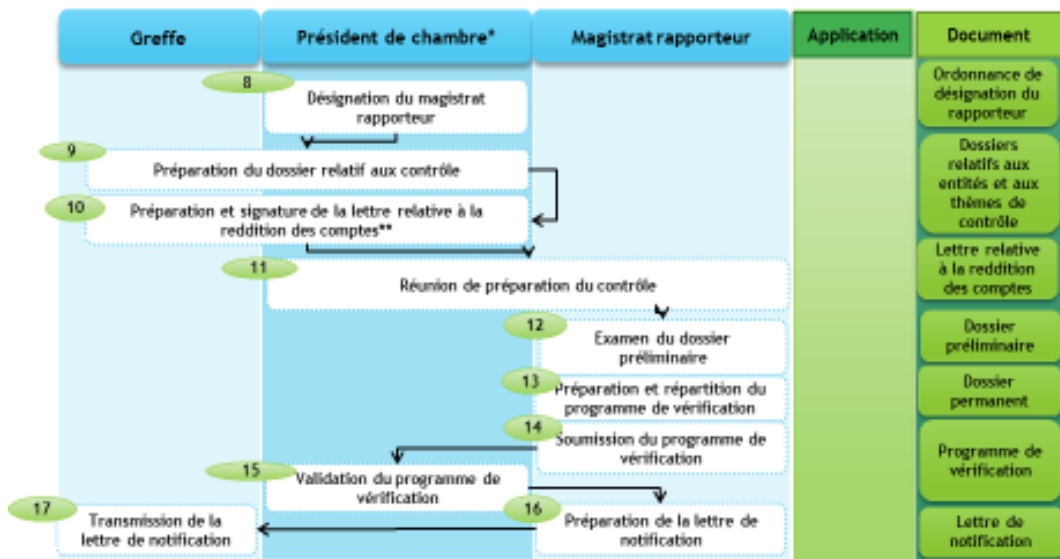 Greffe
Président de chambre*
Magistrat rapporteur
Application
Document
8
Désignation du magistrat
rapporteur
Ordonnance de
désignation du
rapporteur
9
Préparation du dossier relatif aux contrôle
Dossiers
relatifs aux
entités et aux
thèmes de
contrôle
10
Préparation et signature de la lettre relative à la
reddition des comptes**
11
Réunion de préparation du contrôle
Lettre relative
à la reddition
des comptes
12
Examen du dossier
préliminaire
Dossier
préliminaire
13
Préparation et répartition du
programme de vérification
Dossier
permanent
14
Soumission du programme de
vérification
15
Validation du programme de
vérification
Programme de
vérification
16
Préparation de la lettre de
notification
17
Transmission de la
lettre de notification
Lettre de
notification